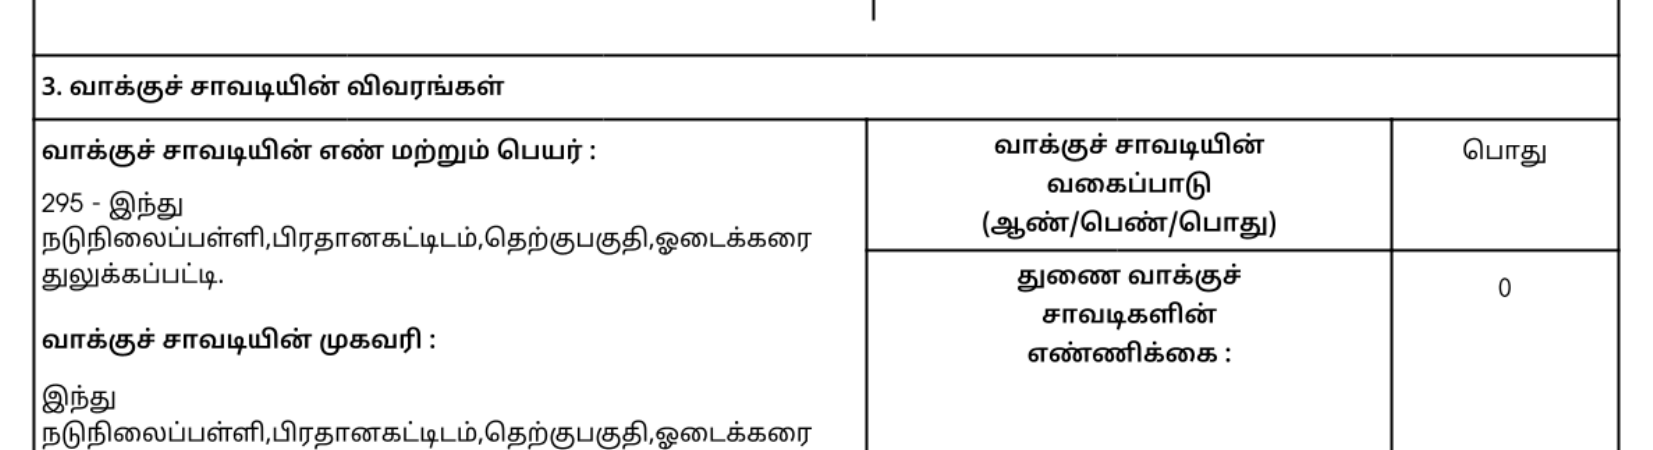 3. வாக்குச் சாவடியின் விவரங்கள்
வாக்குச் சாவடியின் எண் மற்றும் பெயர் :
295 - இந்து
நடுநிலைப்பள்ளி,பிரதானகட்டிடம்,தெற்குபகுதி,ஓடைக்கரை
துலுக்கப்பட்டி.
வாக்குச் சாவடியின் முகவரி :
இந்து
நடுநிலைப்பள்ளி,பிரதானகட்டிடம்,தெற்குபகுதி,ஓடைக்கரை
வாக்குச் சாவடியின்
வகைப்பாடு
(ஆண்/பெண்/பொது)
பொது
துணை வாக்குச்
சாவடிகளின்
எண்ணிக்கை :
0